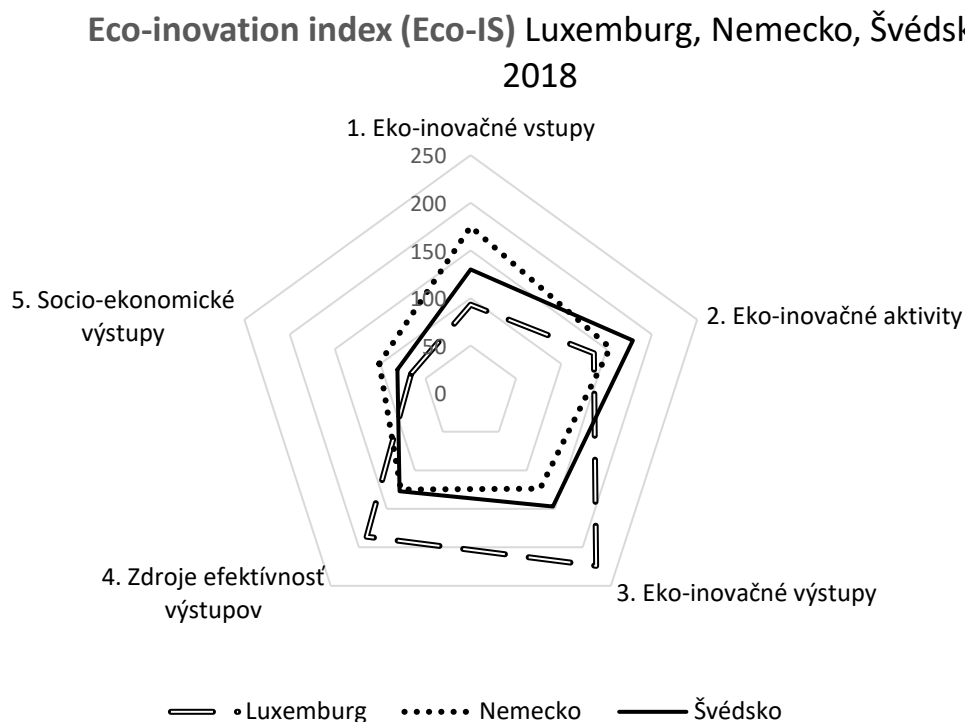 Eco-inovation index (Eco-IS) Luxemburg, Nemecko, Švédsk
2018
1. Eko-inovačné vstupy
250
200
150
100
50
0
2. Eko-inovačné aktivity
3. Eko-inovačné výstupy
4. Zdroje efektívnosť
výstupov
5. Socio-ekonomické
výstupy
Luxemburg
Nemecko
Švédsko